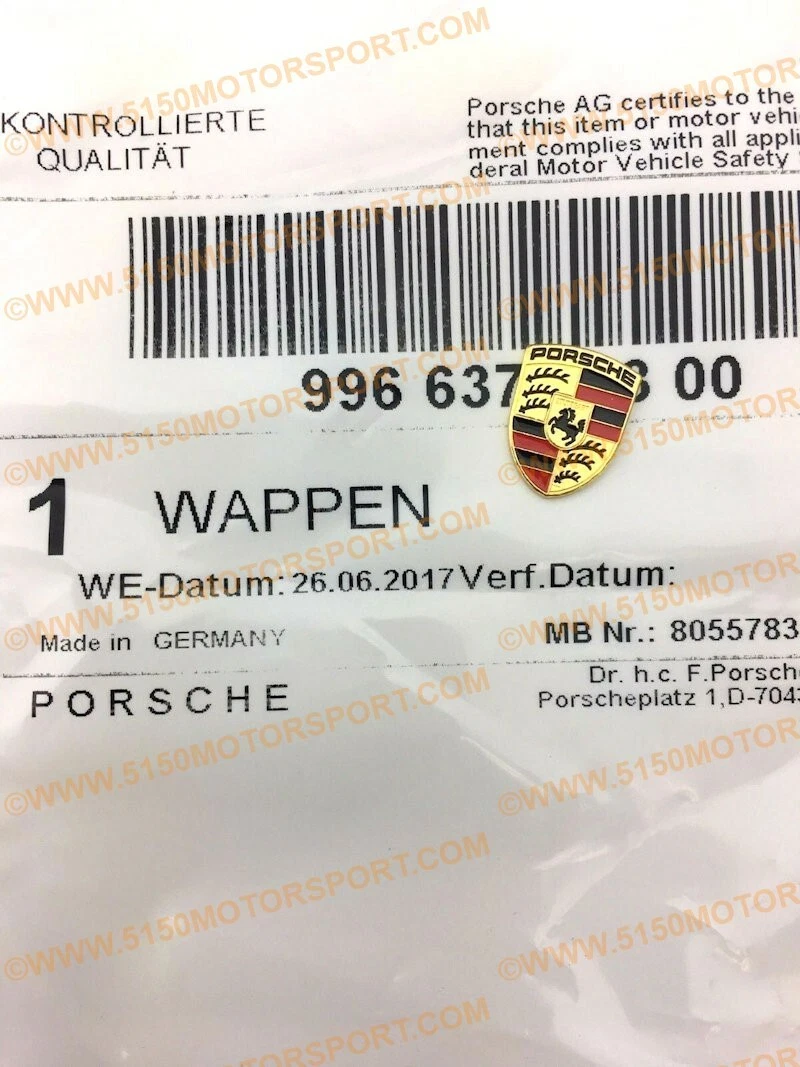 KONTROLLIERTE
QUALITÄT
Porsche AG certifies to the
that this item or motor vehi
ment complies with all appli
deral Motor Vehicle Safety
996 637 00
PORSCHE
1 WAPPEN
WE-Datum: 26.06.2017 Verf.Datum:
Made in GERMANY
MB Nr.: 8055783
PORSCHE
Dr. h.c. F.Porsche
Porscheplatz 1,D-7043
©WWW.5150MOTORSPORT.COM